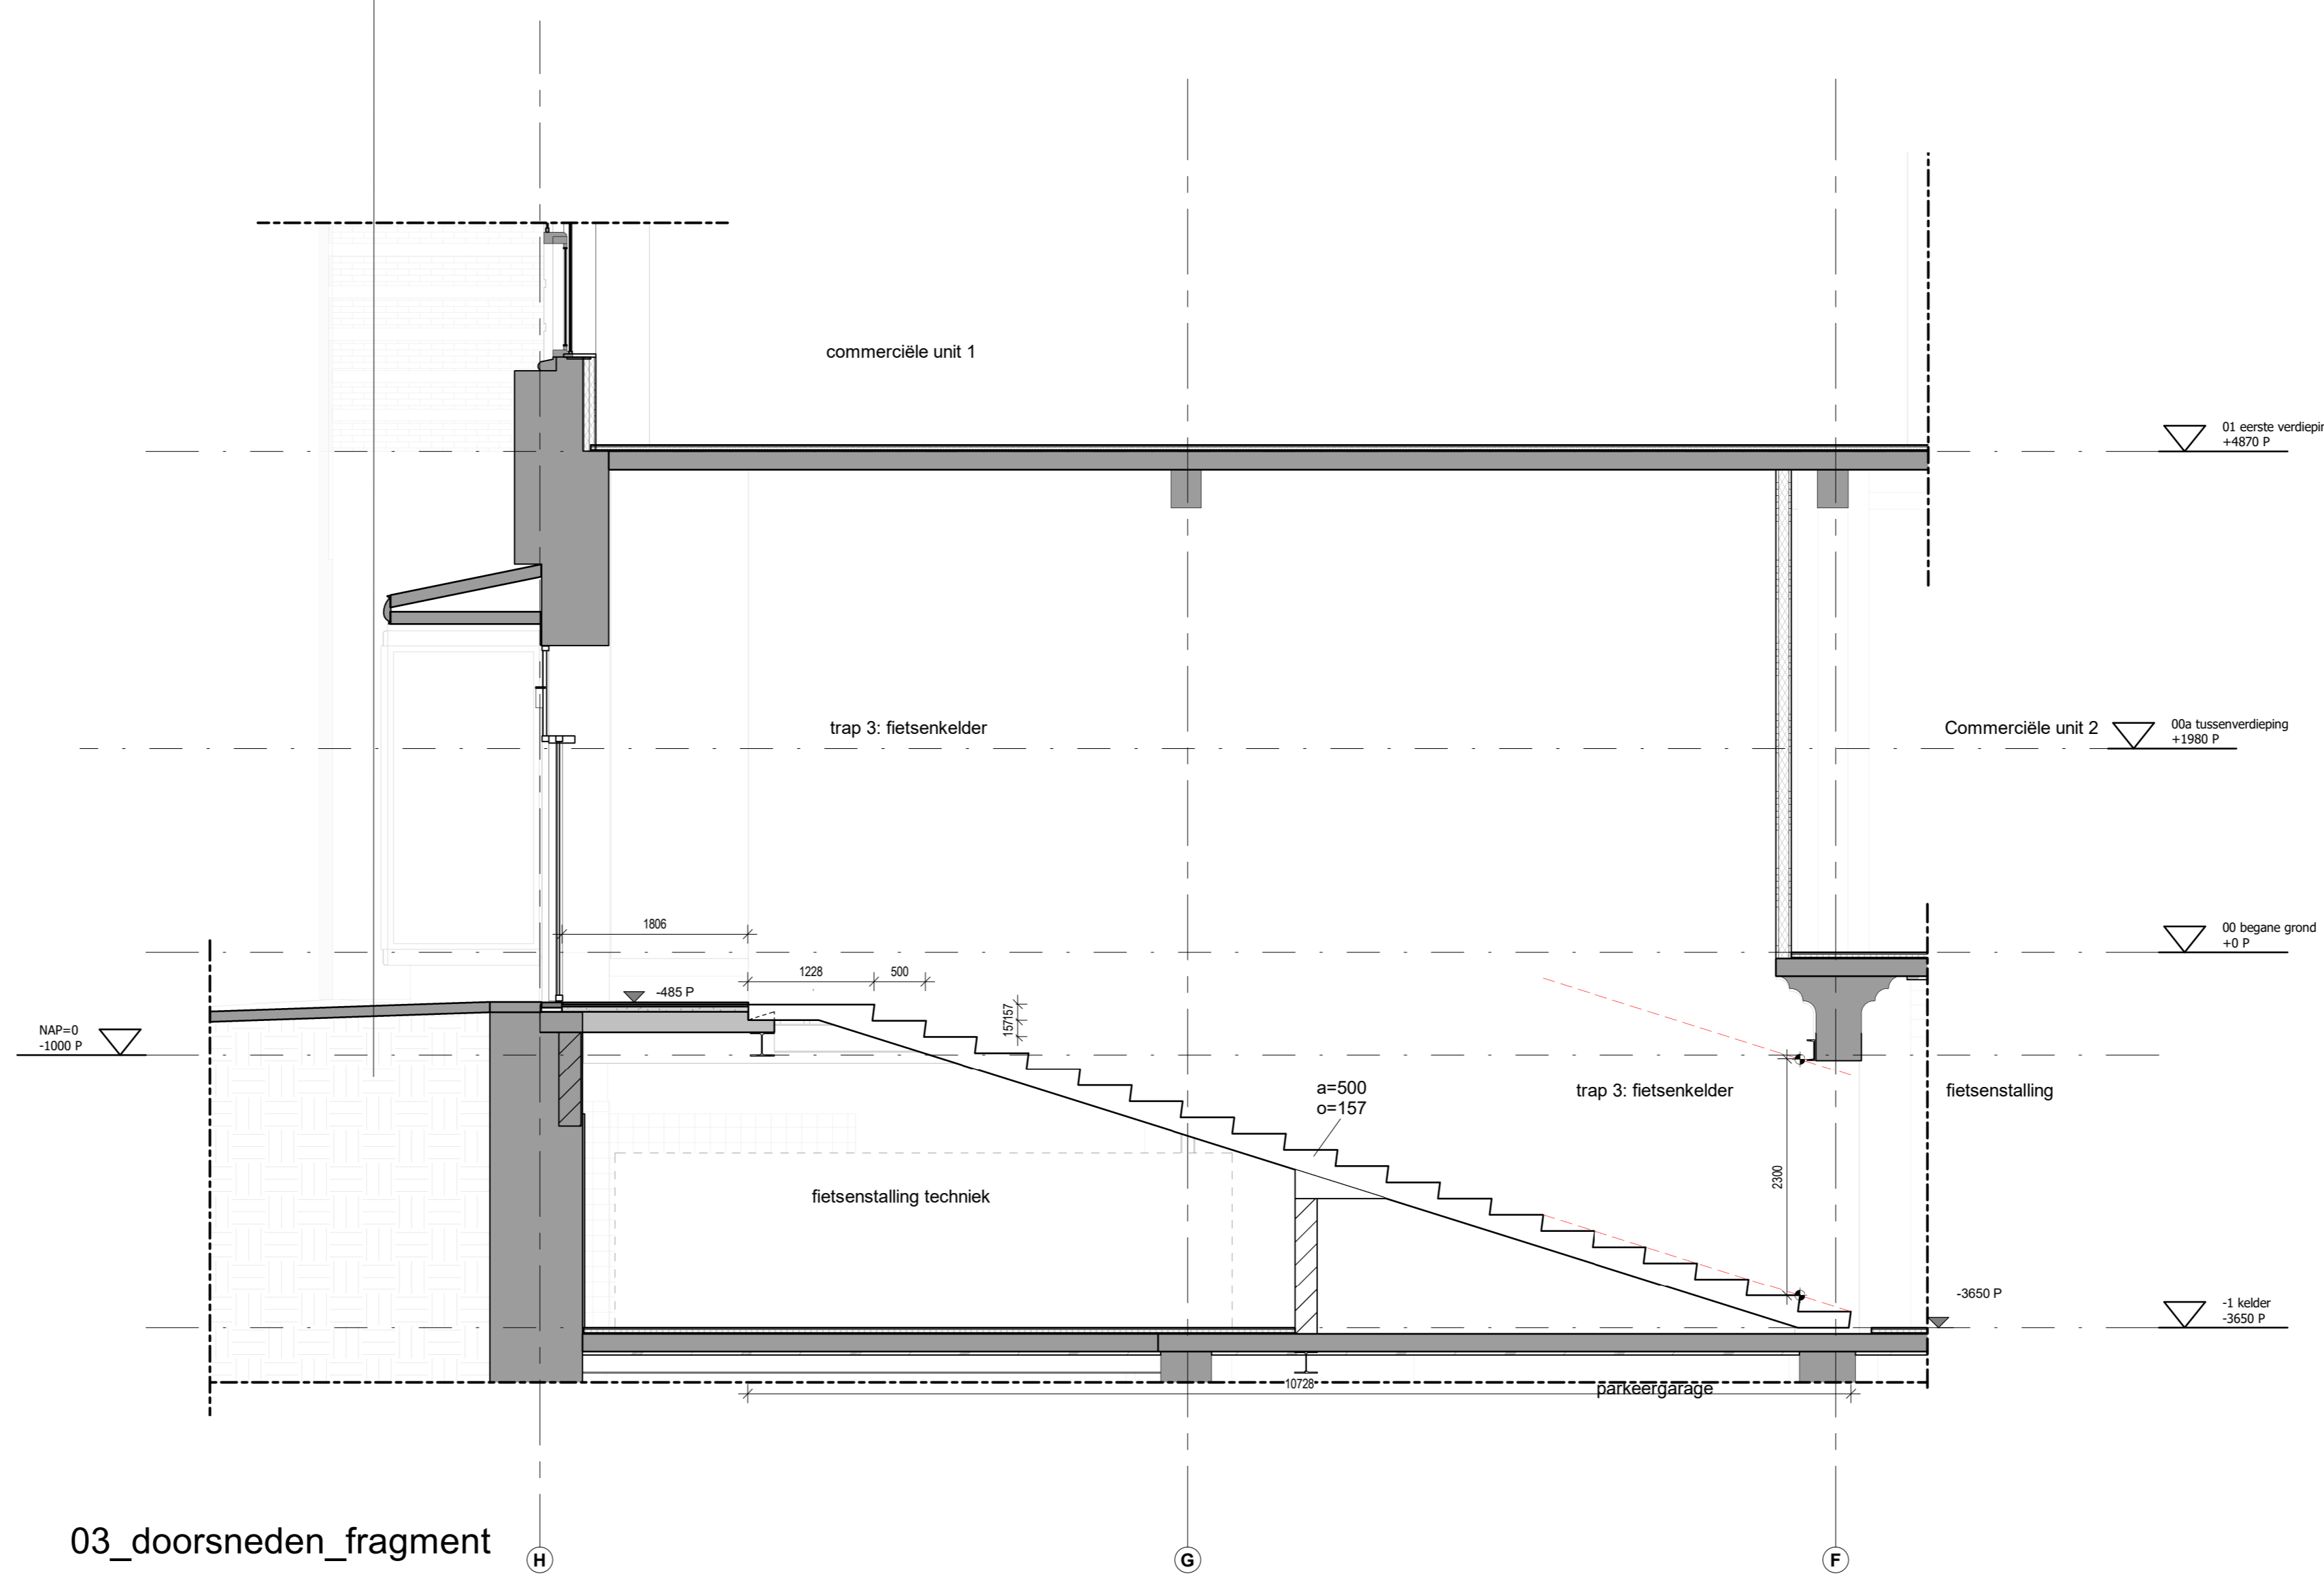 commerciële unit 1
01 eerste verdiepin
+4870 P
trap 3: fietsenkelder
Commerciële unit 2
00a tussenverdieping
+1980 P
1806
00 begane grond
+0 P
1228
500
-485 P
157
157
NAP=0
-1000 P
a=500
o=157
trap 3: fietsenkelder
fietsenstalling
2300
fietsenstalling techniek
-3650 P
-1 kelder
-3650 P
10728
parkeergarage
03_doorsneden_fragment
H
G
F